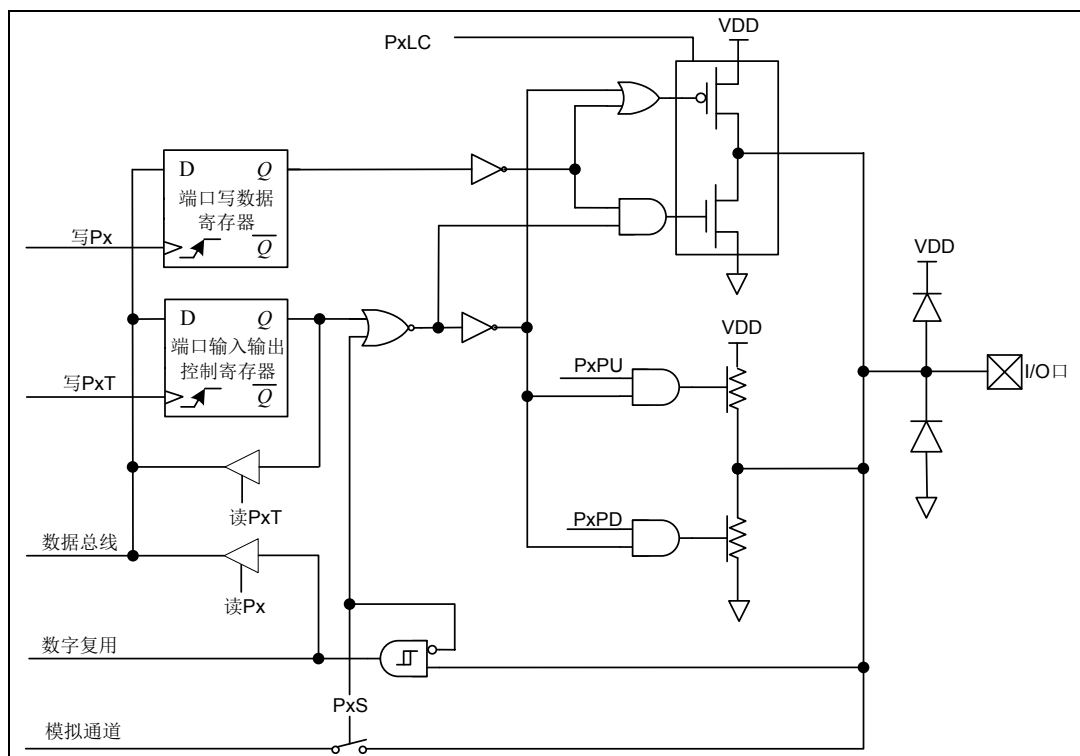 VDD
PxLC
D Q
端口写数据
寄存器
Q
写Px
VDD
D Q
端口输入输出
控制寄存器
Q
写PxT
VDD
PxPU
I/O口
读PxT
PxPD
数据总线
读Px
数字复用
PxS
模拟通道